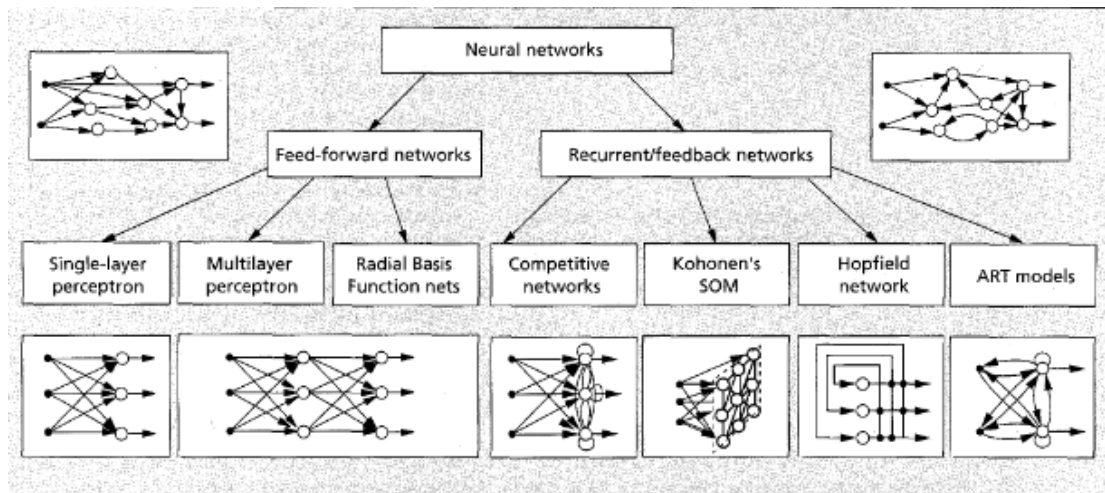 Neural networks
Feed-forward networks
Recurrent/feedback networks
Single-layer
perceptron
Multilayer
perceptron
Radial Basis
Function nets
Competitive
networks
Kohonen's
SOM
Hopfield
network
ART models